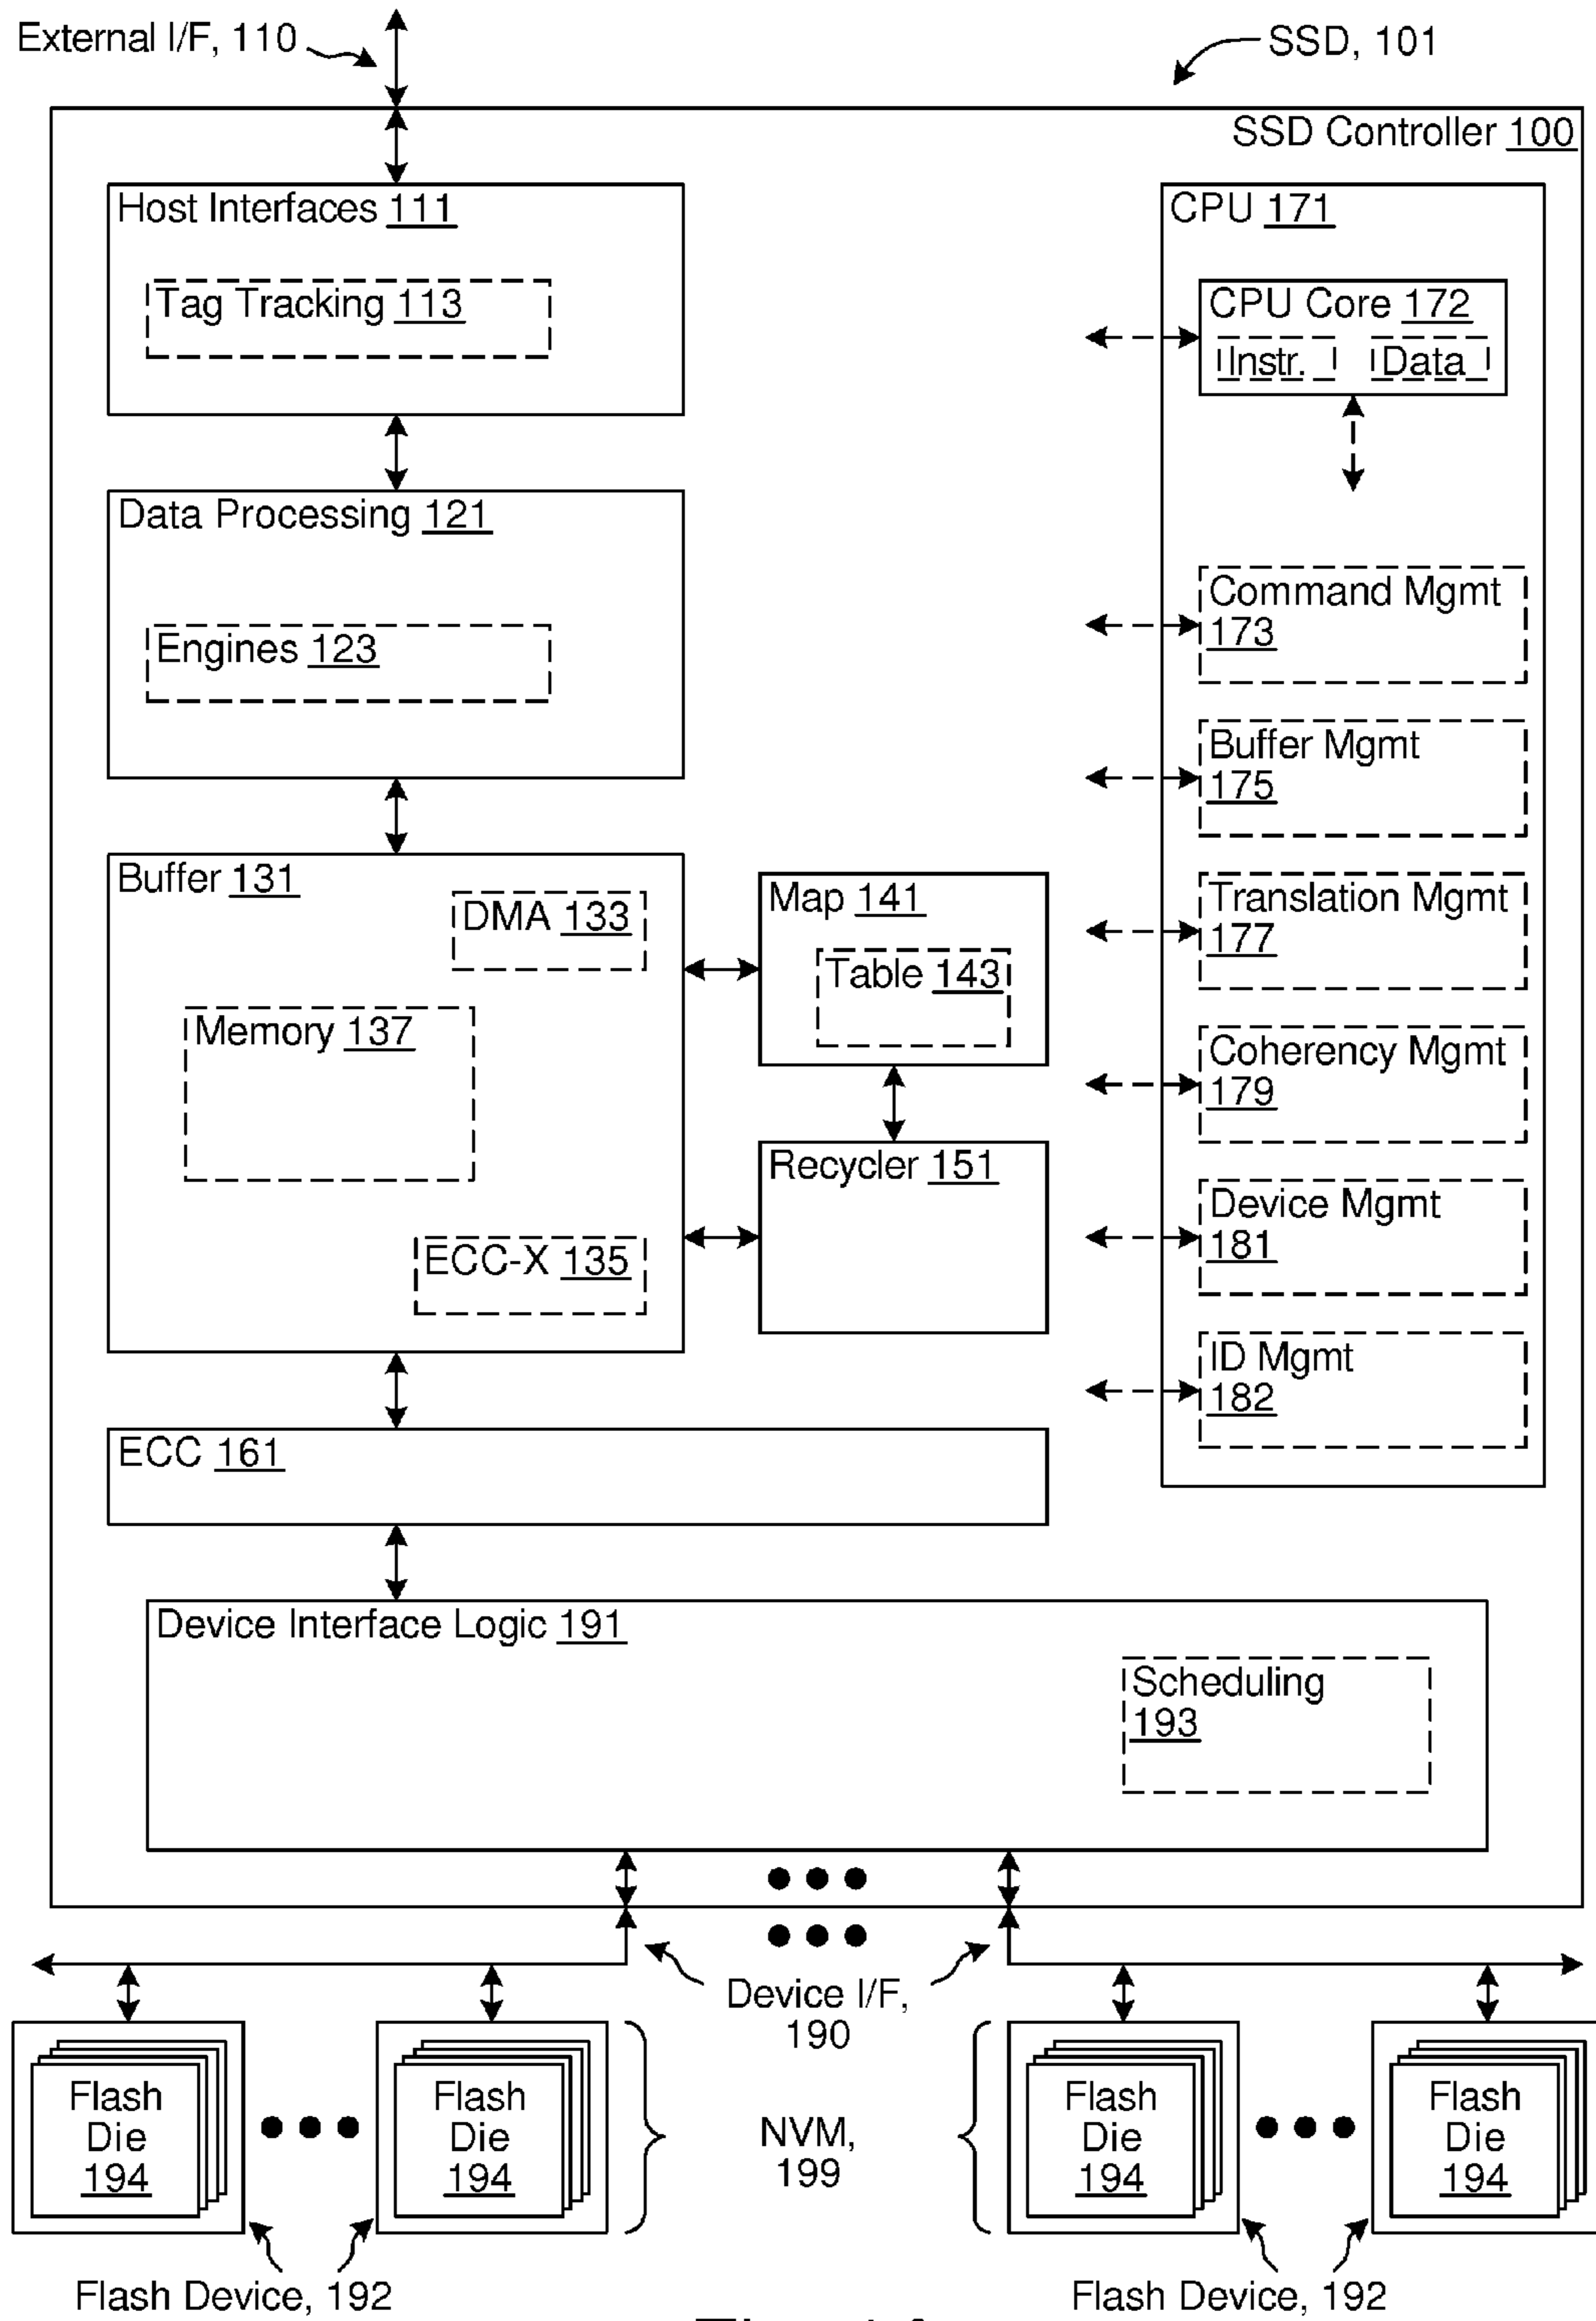 External I/F, 110
SSD, 101
SSD Controller 100
Host Interfaces 111
Tag Tracking 113
Data Processing 121
Engines 123
Buffer 131
DMA 133
Memory 137
ECC-X 135
Map 141
Table 143
Recycler 151
ECC 161
CPU 171
CPU Core 172
Instr. Data
Command Mgmt
173
Buffer Mgmt
175
Translation Mgmt
177
Coherency Mgmt
179
Device Mgmt
181
ID Mgmt
182
Device Interface Logic 191
Scheduling
193
Device I/F,
190
Flash
Die
194
Flash
Die
194
NVM,
199
Flash
Die
194
Flash
Die
194
Flash Device, 192
Flash Device, 192